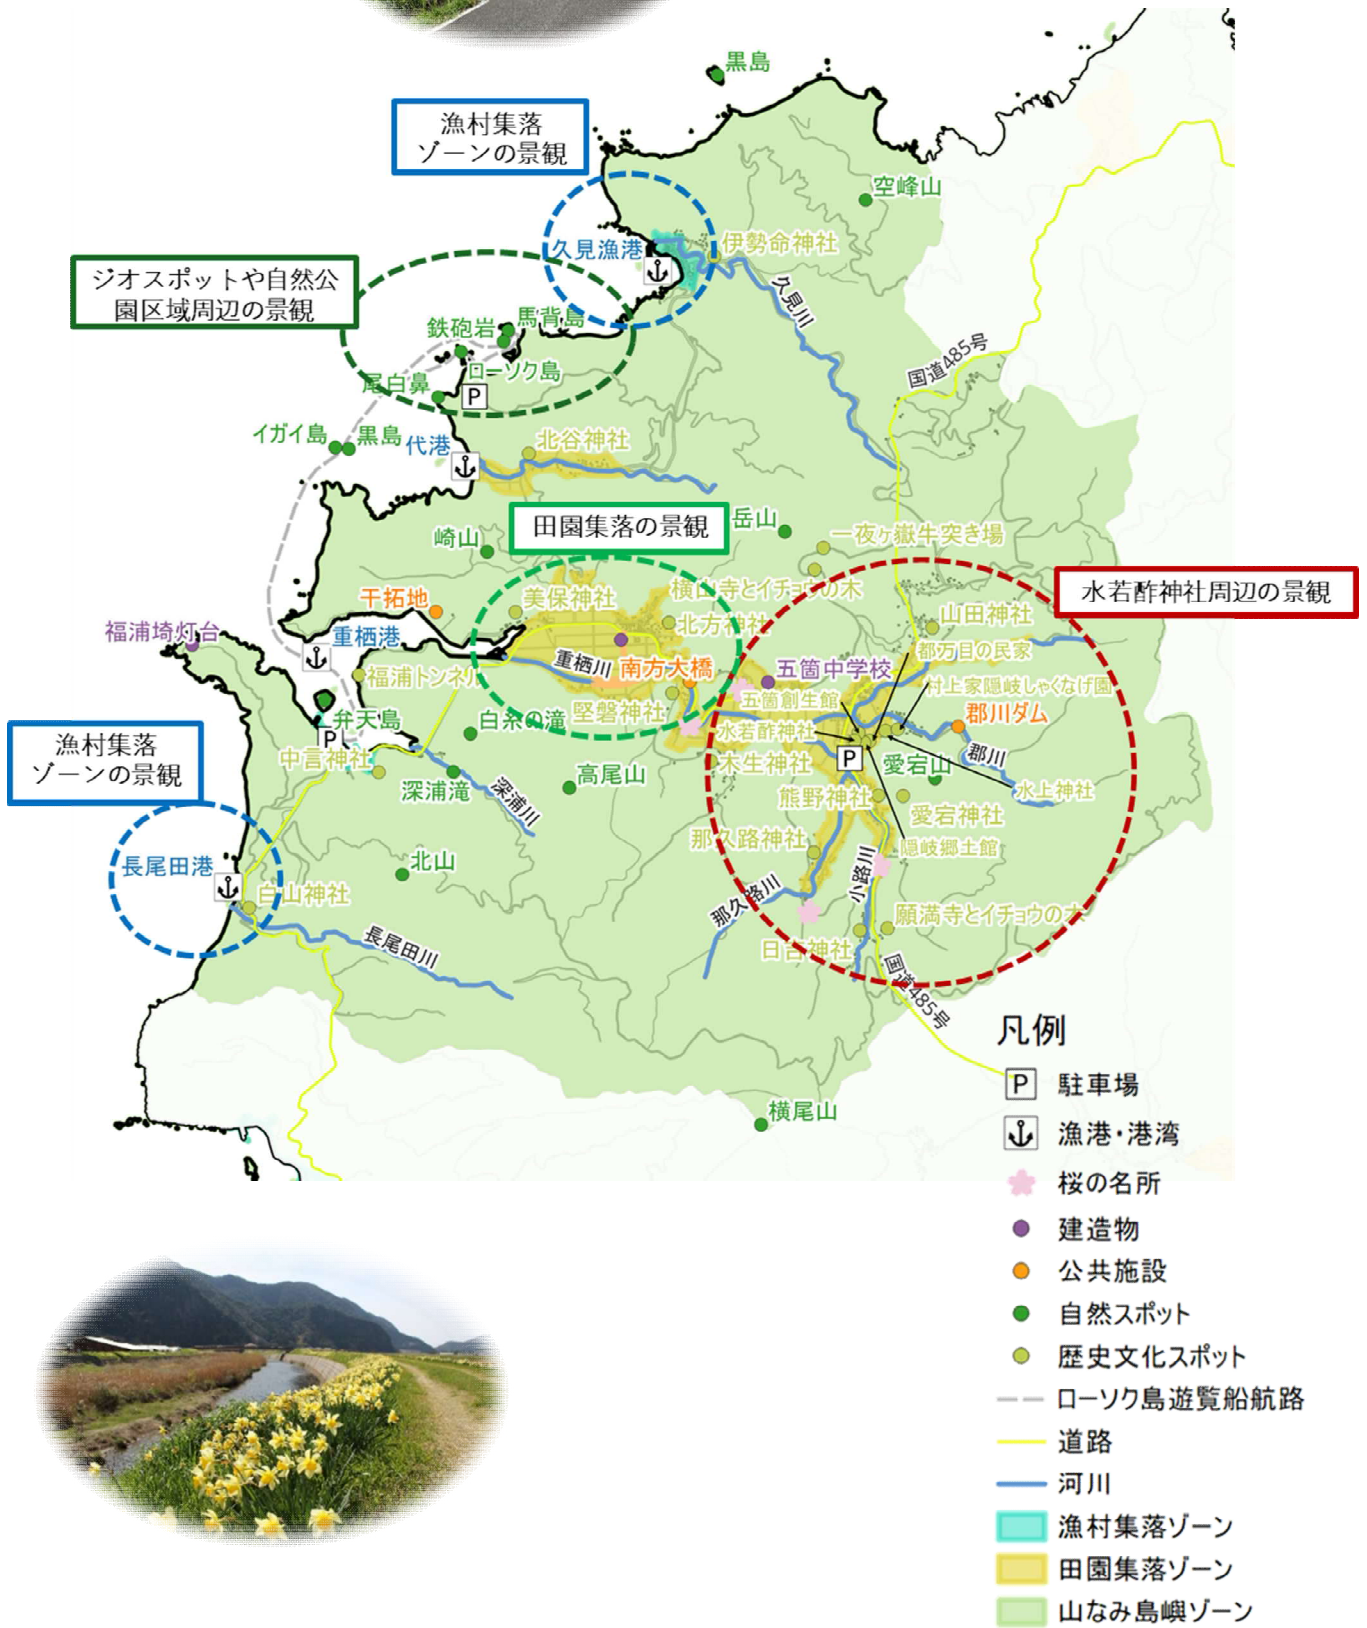 黒島
漁村集落
ゾーンの景観
空峰山
久見漁港
伊勢命神社
ジオスポットや自然公
園区域周辺の景観
久見川
鉄砲岩
馬背島
ローソク島
尾白鼻
P
国道485号
イガイ島
黒島
代港
北谷神社
田園集落の景観
岳山
一夜ヶ嶽牛突き場
崎山
水若酢神社周辺の景観
干拓地
美保神社
横山寺とイチョウの木
山田神社
福浦埼灯台
重栖港
北方神社
都万目の民家
重栖川
南方大橋
五箇中学校
福浦トンネル
村上家隠岐しゃくなげ園
五箇創生館
弁天島
白糸の滝
堅磐神社
郡川ダム
水若酢神社
P
漁村集落
ゾーンの景観
中言神社
木生神社
P
愛宕山
郡川
深浦滝
深浦川
高尾山
熊野神社
水上神社
愛宕神社
那久路神社
隠岐郷土館
長尾田港
北山
小路川
白山神社
那久路川
願満寺とイチョウの木
長尾田川
日吉神社
国道485号
横尾山
凡例
P 駐車場
漁港・港湾
桜の名所
建造物
公共施設
自然スポット
歴史文化スポット
ローソク島遊覧船航路
道路
河川
漁村集落ゾーン
田園集落ゾーン
山なみ島嶼ゾーン